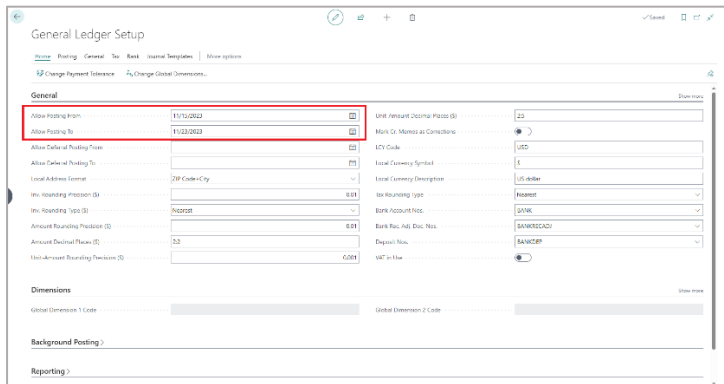 Saved
General Ledger Setup
Home Posting General Tax Bank Journal Templates More options
Change Payment Tolerance Change Global Dimensions...
General
Show more
Allow Posting From 11/15/2023
Allow Posting To 11/23/2023
Allow Deferral Posting From
Allow Deferral Posting To
Local Address Format ZIP Code+City
Inv. Rounding Precision ($) 0.01
Inv. Rounding Type ($) Nearest
Amount Rounding Precision ($) 0.01
Amount Decimal Places ($) 2:2
Unit-Amount Rounding Precision ($) 0.001
Unit-Amount Decimal Places ($) 2:5
Mark Cr. Memos as Corrections
LCY Code USD
Local Currency Symbol $
Local Currency Description US dollar
Tax Rounding Type Nearest
Bank Account Nos. BANK
Bank Rec. Adj. Doc. Nos. BANKRECADJ
Deposit Nos. BANKDEP
VAT in Use
Dimensions
Show more
Global Dimension 1 Code
Global Dimension 2 Code
Background Posting
Reporting